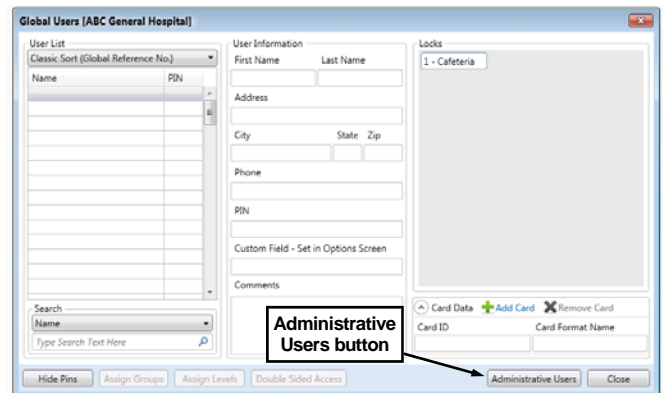 Global Users [ABC General Hospital]
User List
Classic Sort (Global Reference No.)
Name PIN
Search
Name
Type Search Text Here
User Information
First Name Last Name
Address
City State Zip
Phone
PIN
Custom Field - Set in Options Screen
Comments
Locks
1 - Cafeteria
Card Data Add Card Remove Card
Card ID Card Format Name
Administrative
Users button
Hide Pins Assign Groups Assign Levels Double Sided Access Administrative Users Close